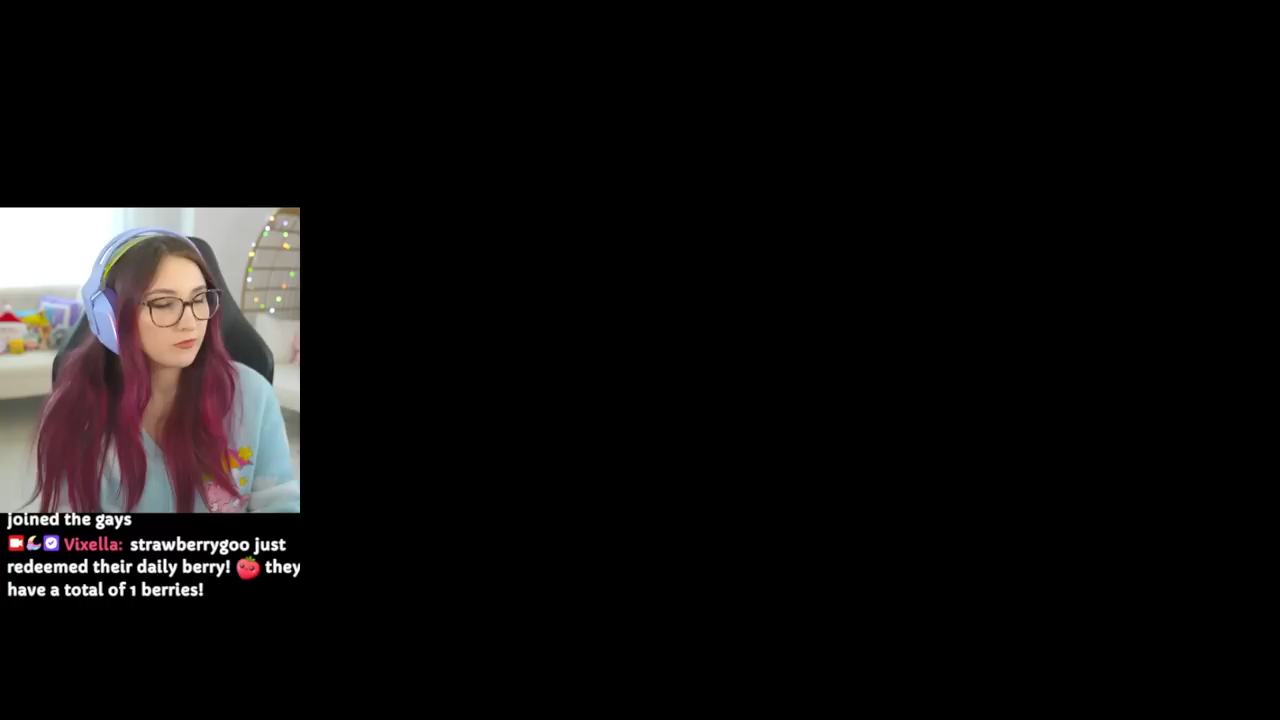 joined the gays
Vixella: strawberrygoo just
redeemed their daily berry! they
have a total of 1 berries!